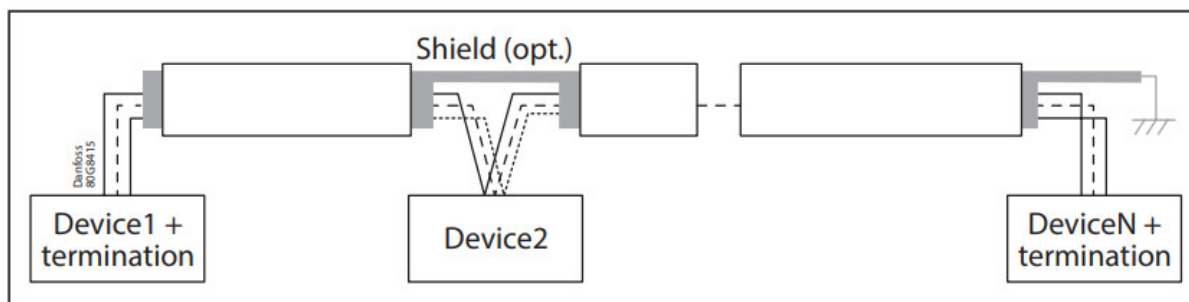 Shield (opt.)
Danfoss
80G8415
Device1 +
termination
Device2
DeviceN +
termination